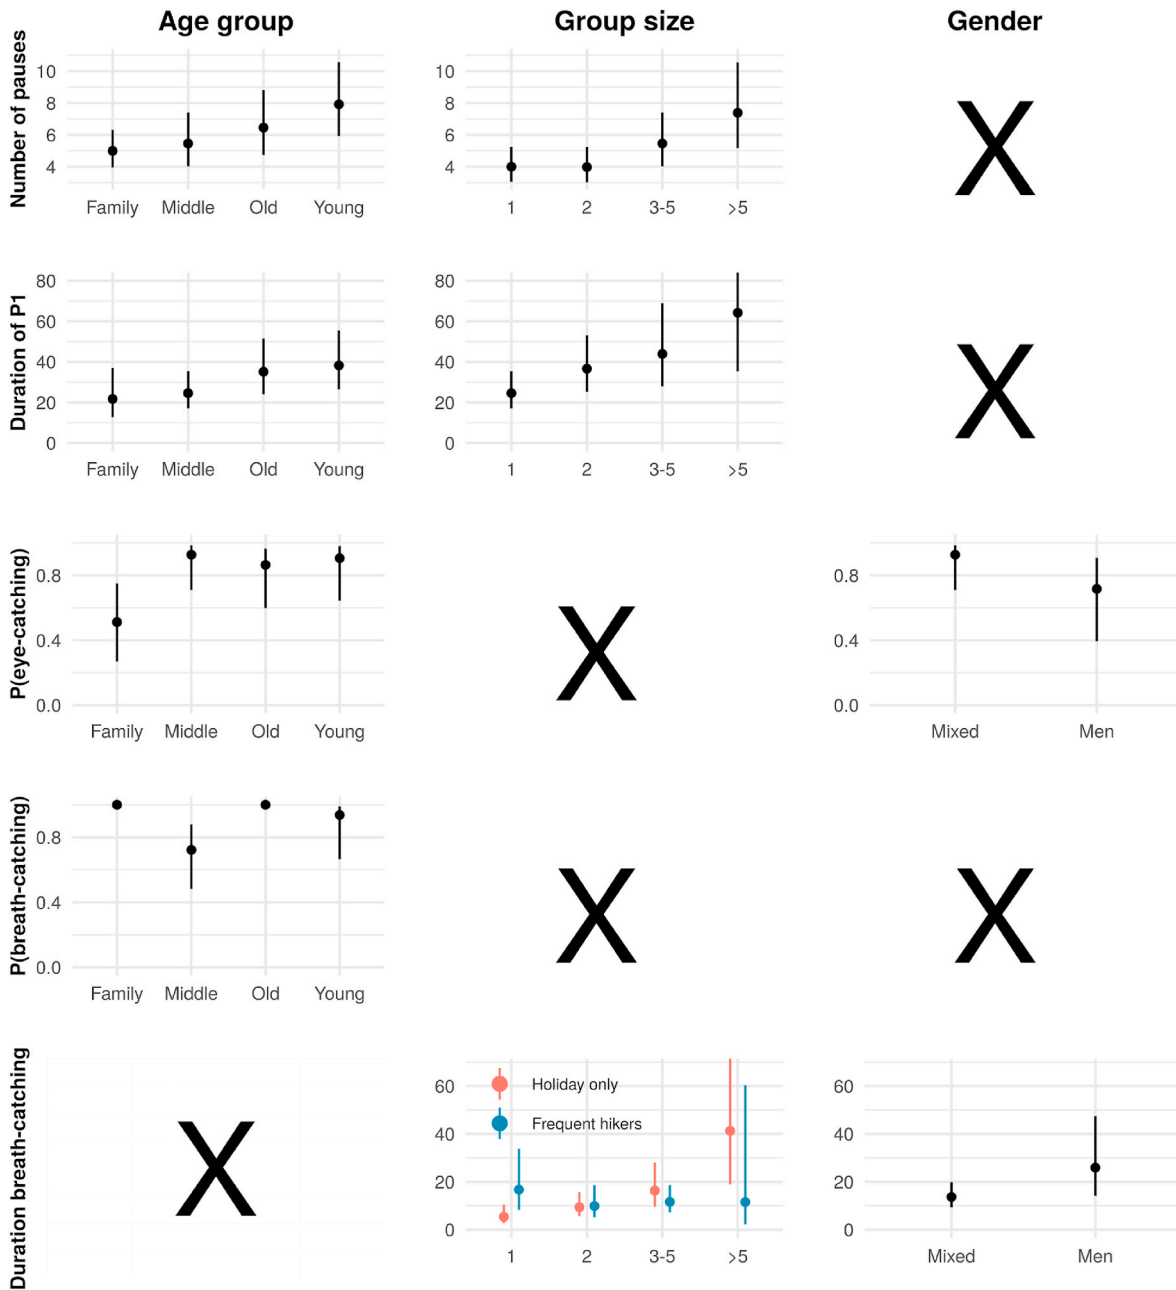 Age group
Group size
Gender
Number of pauses
10
8
6
4
Family Middle Old Young
10
8
6
4
1 2 3-5 >5
X
Duration of P1
80
60
40
20
0
Family Middle Old Young
80
60
40
20
0
1 2 3-5 >5
X
P(eye-catching)
0.8
0.4
0.0
Family Middle Old Young
X
0.8
0.4
0.0
Mixed Men
P(breath-catching)
0.8
0.4
0.0
Family Middle Old Young
X
X
Duration breath-catching
X
60
40
20
0
Holiday only
Frequent hikers
1 2 3-5 >5
60
40
20
0
Mixed Men